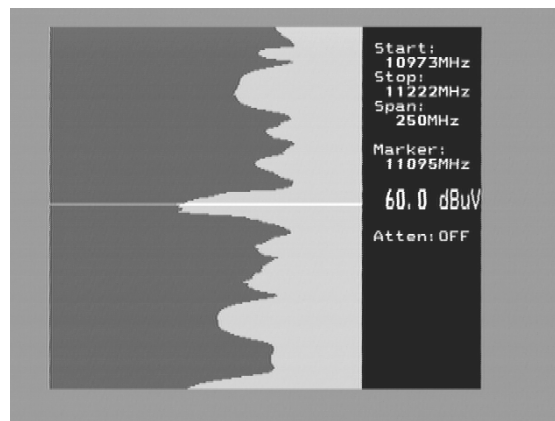 Start:
10973MHz
Stop:
11222MHz
Span:
250MHz
Marker:
11095MHz
60.0 dBuV
Atten:OFF